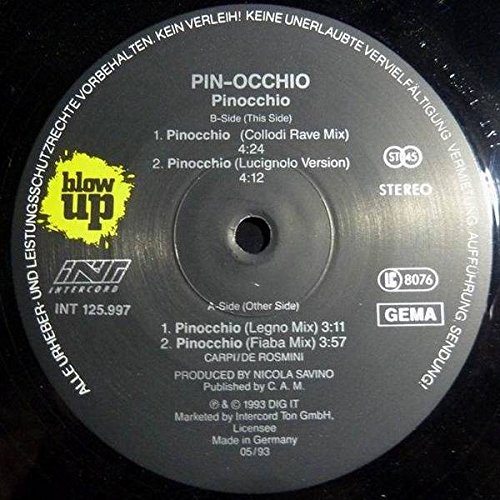 ALLE URHEBER- UND LEISTUNGSSCHUTZRECHTE VORBEHALTEN. KEIN VERLEIH! KEINE UNERLAUBTE VERVIELFÄLTIGUNG, VERMIETUNG, AUFFÜHRUNG, SENDUNG!
PIN-OCCHIO
Pinocchio
B-Side (This Side)
1. Pinocchio (Collodi Rave Mix)
4:24
2. Pinocchio (Lucignolo Version)
4:12
blow
up
ST 45
STEREO
INT
INTERCORD
INT 125.997
LC 8076
GEMA
A-Side (Other Side)
1. Pinocchio (Legno Mix) 3:11
2. Pinocchio (Fiaba Mix) 3:57
CARPI/DE ROSMINI
PRODUCED BY NICOLA SAVINO
Published by C. A. M.
℗ & © 1993 DIG IT
Marketed by Intercord Ton GmbH,
Licensee
Made in Germany
05/93